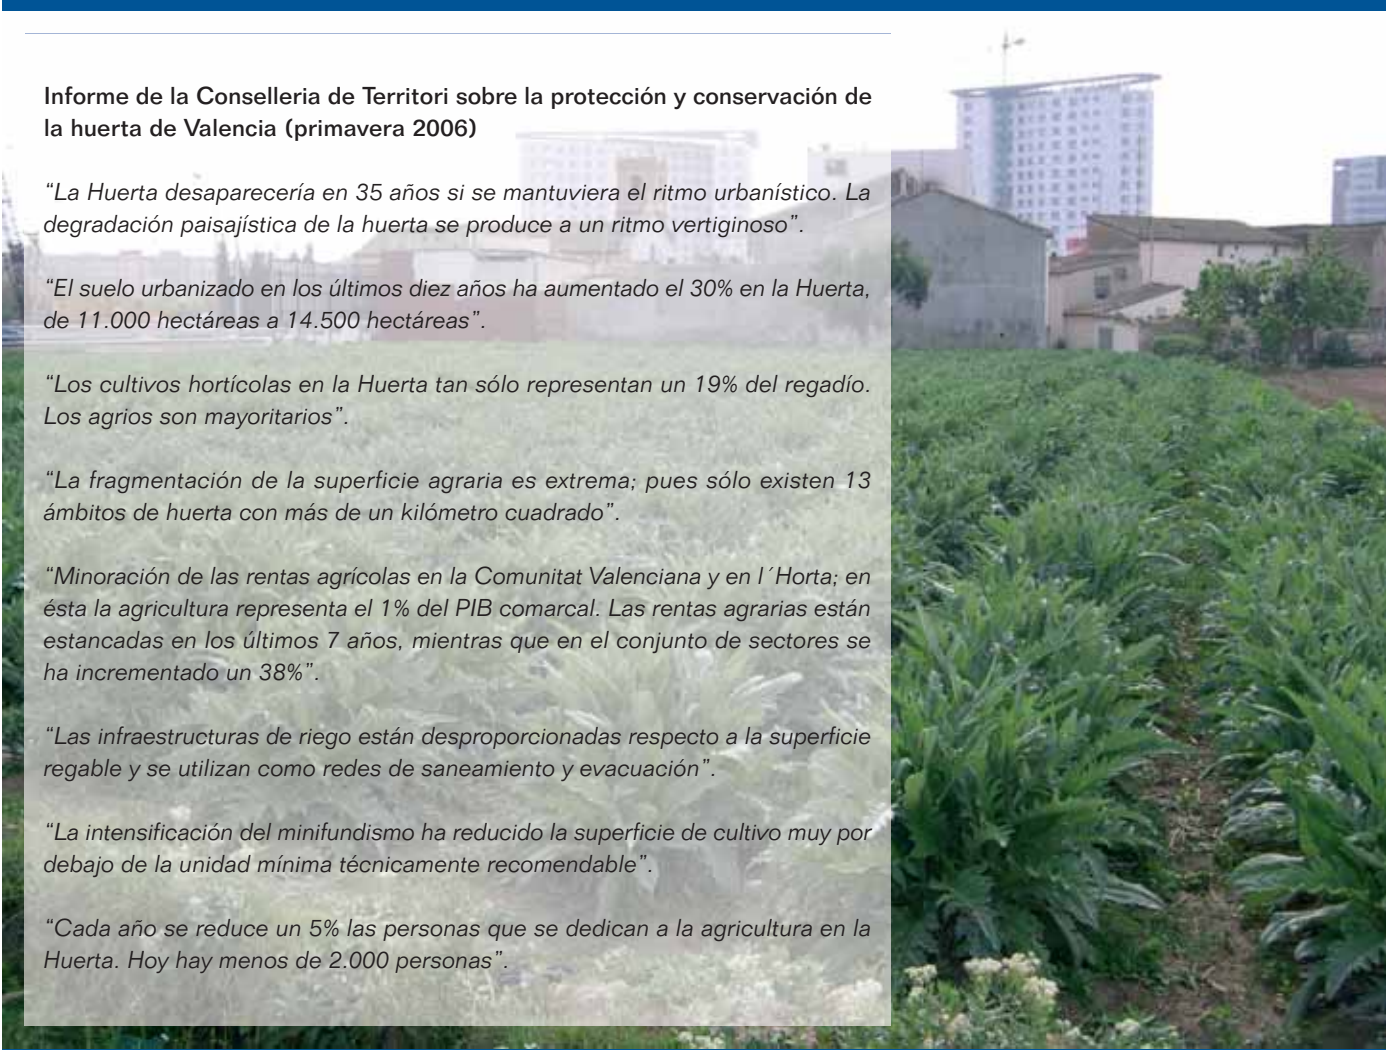 Informe de la Conselleria de Territori sobre la protección y conservación de
la huerta de Valencia (primavera 2006)
“La Huerta desaparecería en 35 años si se mantuviera el ritmo urbanístico. La
degradación paisajística de la huerta se produce a un ritmo vertiginoso”.
“El suelo urbanizado en los últimos diez años ha aumentado el 30% en la Huerta,
de 11.000 hectáreas a 14.500 hectáreas”.
“Los cultivos hortícolas en la Huerta tan sólo representan un 19% del regadío.
Los agrios son mayoritarios”.
“La fragmentación de la superficie agraria es extrema; pues sólo existen 13
ámbitos de huerta con más de un kilómetro cuadrado”.
“Minoración de las rentas agrícolas en la Comunitat Valenciana y en l´Horta; en
ésta la agricultura representa el 1% del PIB comarcal. Las rentas agrarias están
estancadas en los últimos 7 años, mientras que en el conjunto de sectores se
ha incrementado un 38%”.
“Las infraestructuras de riego están desproporcionadas respecto a la superficie
regable y se utilizan como redes de saneamiento y evacuación”.
“La intensificación del minifundismo ha reducido la superficie de cultivo muy por
debajo de la unidad mínima técnicamente recomendable”.
“Cada año se reduce un 5% las personas que se dedican a la agricultura en la
Huerta. Hoy hay menos de 2.000 personas”.